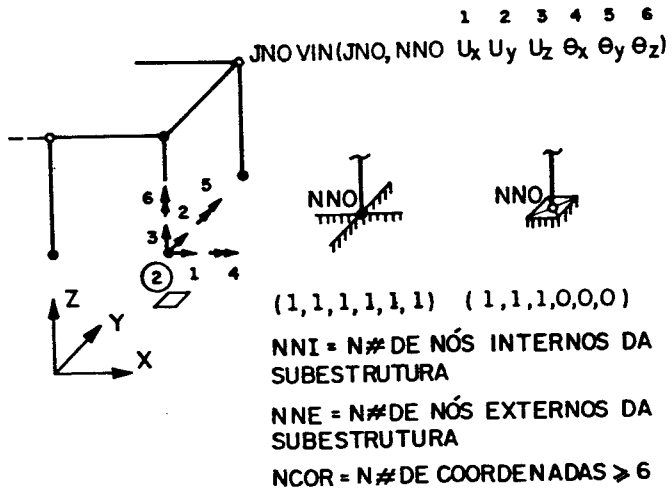 1 2 3 4 5 6
JNOVIN(JNO, NNO Ux Uy Uz θx θy θz)
5
6
2
NNO
NNO
3
2
1
4
Z
Y
X
(1,1,1,1,1,1) (1,1,1,0,0,0)
NNI = N# DE NÓS INTERNOS DA
SUBESTRUTURA
NNE = N# DE NÓS EXTERNOS DA
SUBESTRUTURA
NCOR = N# DE COORDENADAS ⩾ 6